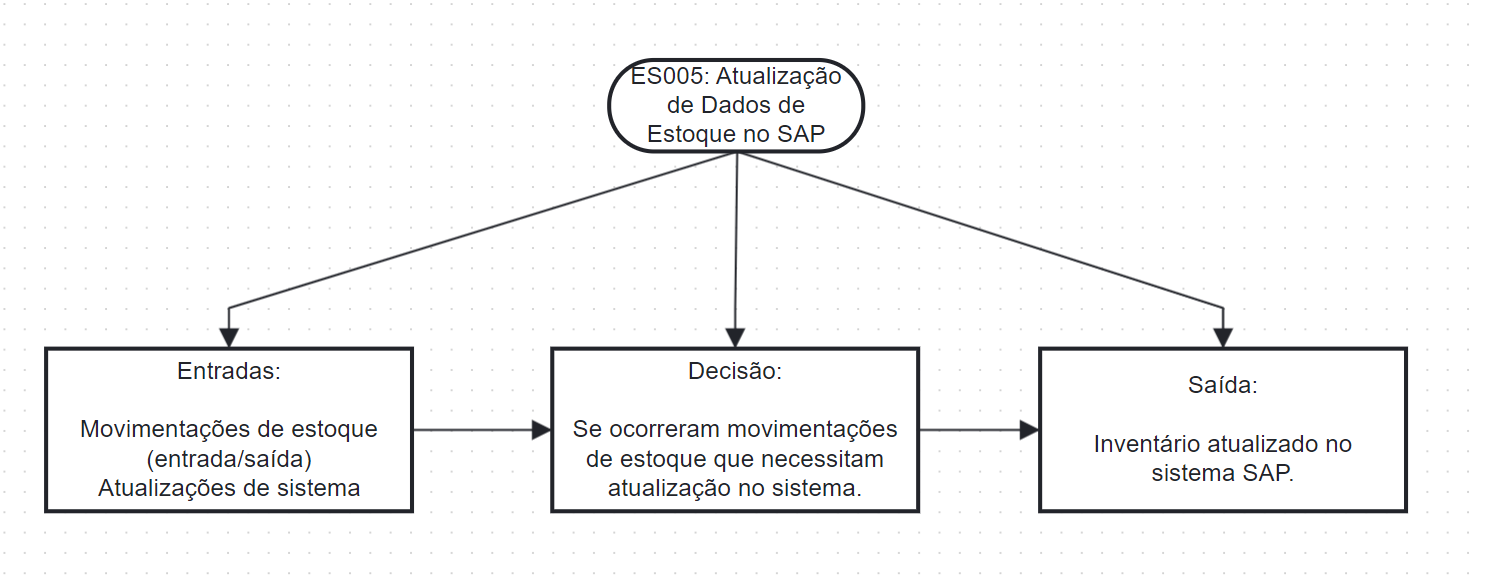 ES005: Atualização
de Dados de
Estoque no SAP
Entradas:
Movimentações de estoque
(entrada/saída)
Atualizações de sistema
Decisão:
Se ocorreram movimentações
de estoque que necessitam
atualização no sistema.
Saída:
Inventário atualizado no
sistema SAP.